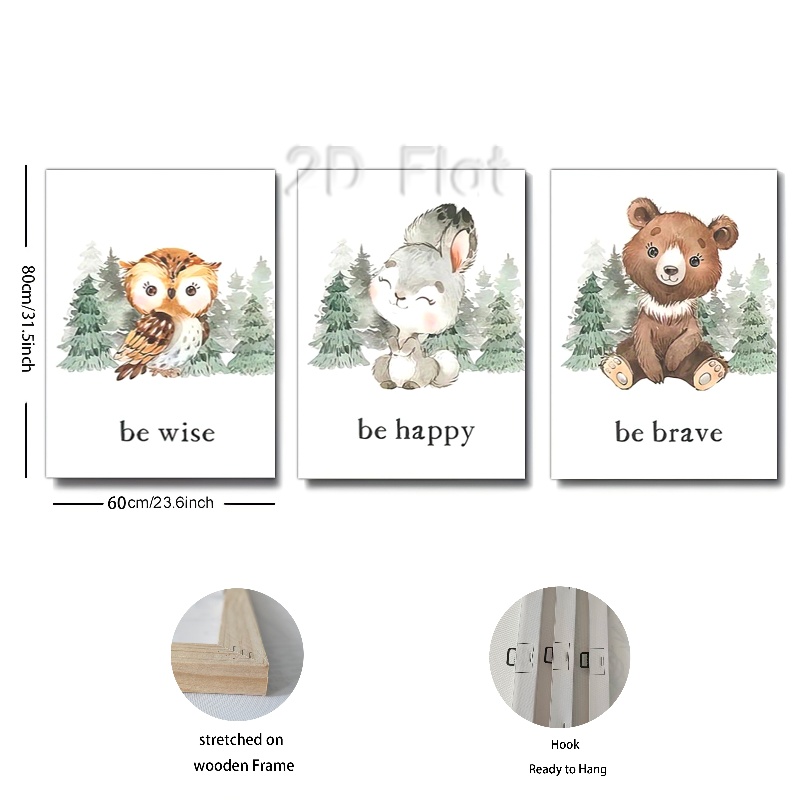 2D Flat
80cm/31.5inch
be wise
be happy
be brave
60cm/23.6inch
stretched on
wooden Frame
Hook
Ready to Hang